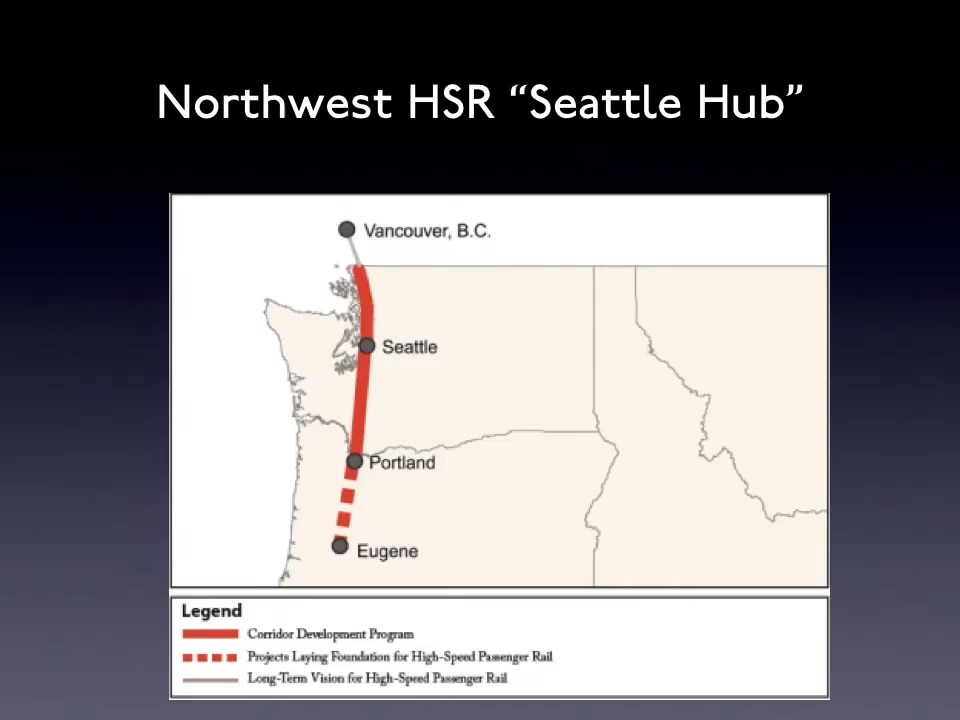 Northwest HSR “Seattle Hub”
Vancouver, B.C.
Seattle
Portland
Eugene
Legend
Corridor Development Program
Projects Laying Foundation for High-Speed Passenger Rail
Long-Term Vision for High-Speed Passenger Rail